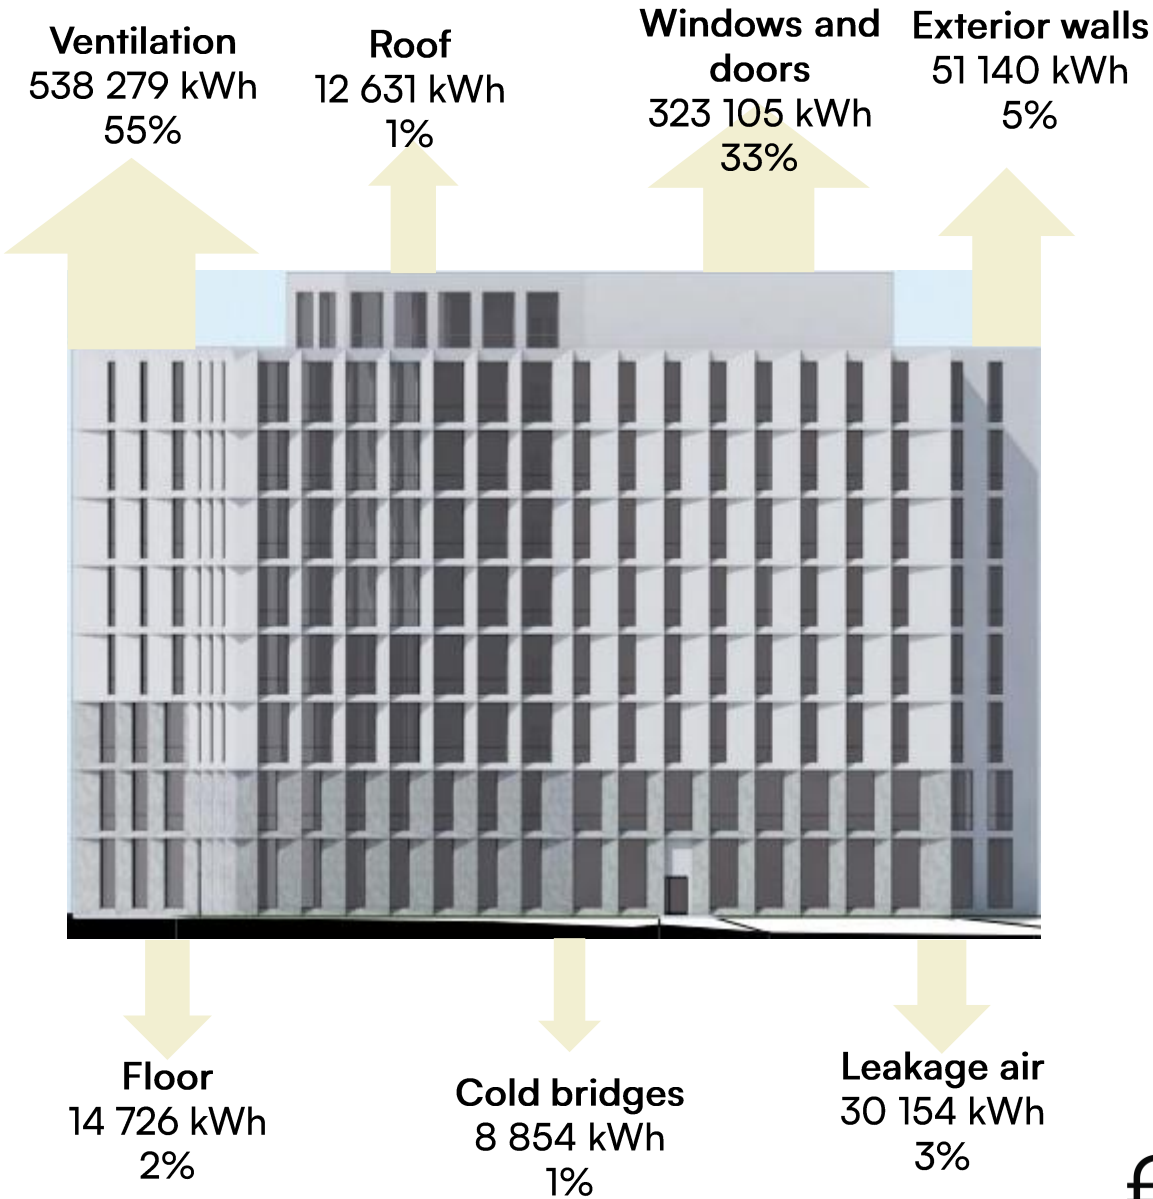 Ventilation
538 279 kWh
55%
Roof
12 631 kWh
1%
Windows and
doors
323 105 kWh
33%
Exterior walls
51 140 kWh
5%
Floor
14 726 kWh
2%
Cold bridges
8 854 kWh
1%
Leakage air
30 154 kWh
3%